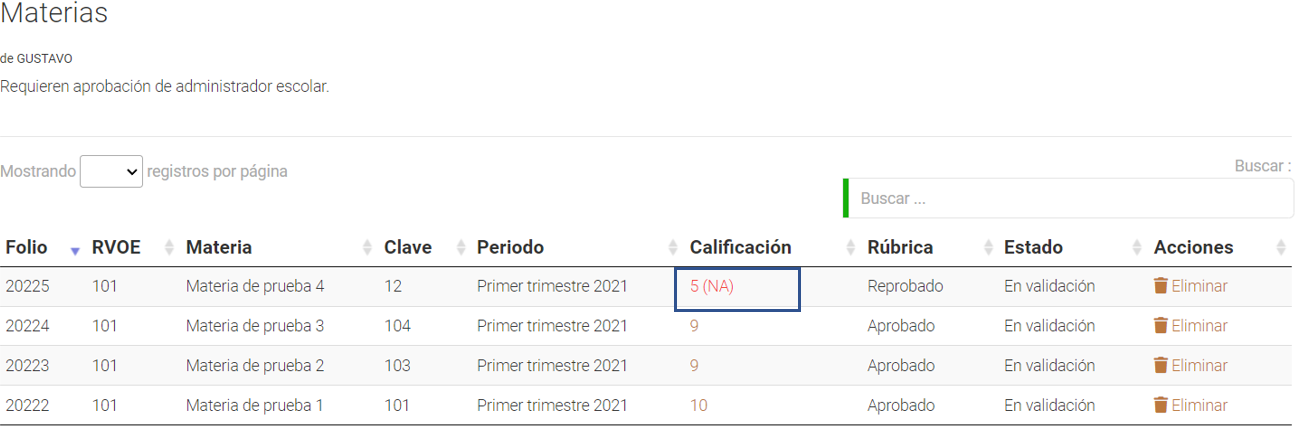 Materias
de GUSTAVO
Requieren aprobación de administrador escolar.
Mostrando registros por página
Buscar :
Buscar ...
Folio RVOE Materia Clave Periodo Calificación Rúbrica Estado Acciones
20225 101 Materia de prueba 4 12 Primer trimestre 2021 5 (NA) Reprobado En validación Eliminar
20224 101 Materia de prueba 3 104 Primer trimestre 2021 9 Aprobado En validación Eliminar
20223 101 Materia de prueba 2 103 Primer trimestre 2021 9 Aprobado En validación Eliminar
20222 101 Materia de prueba 1 101 Primer trimestre 2021 10 Aprobado En validación Eliminar